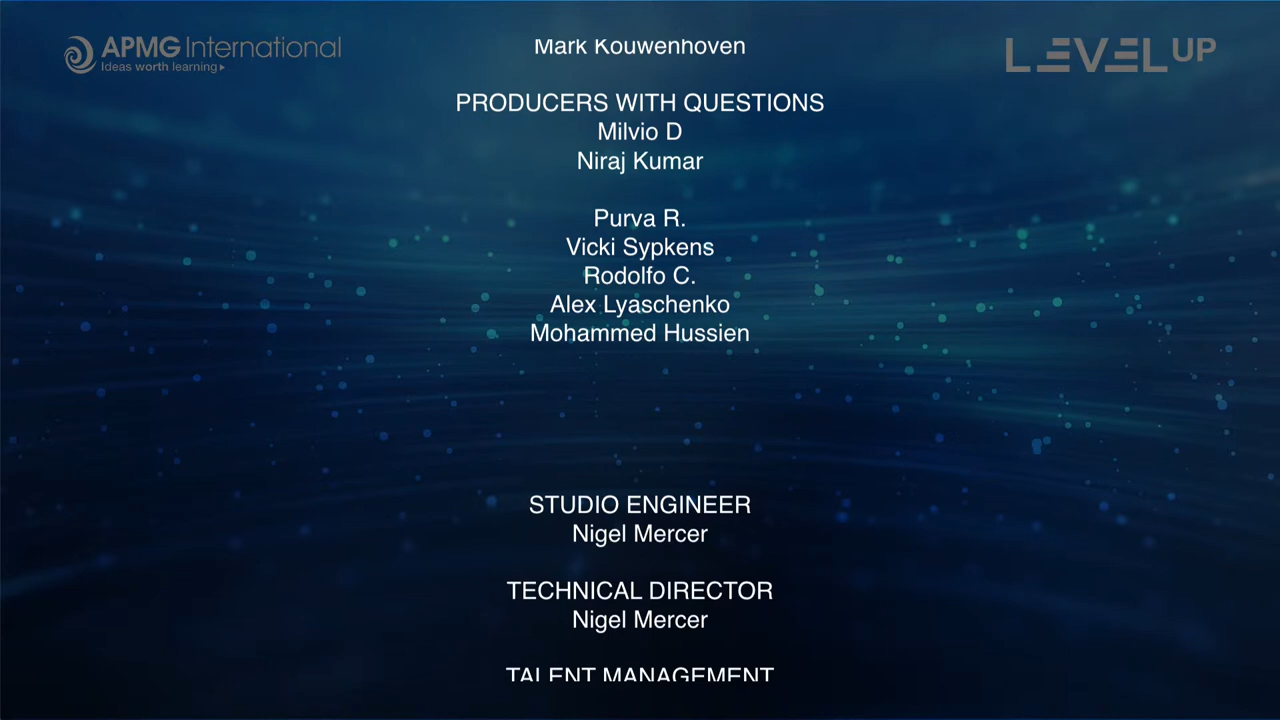 APMG International
Ideas worth learning
LEVEL UP
Mark Kouwenhoven
PRODUCERS WITH QUESTIONS
Milvio D
Niraj Kumar
Purva R.
Vicki Sypkens
Rodolfo C.
Alex Lyaschenko
Mohammed Hussien
STUDIO ENGINEER
Nigel Mercer
TECHNICAL DIRECTOR
Nigel Mercer
TALENT MANAGEMENT